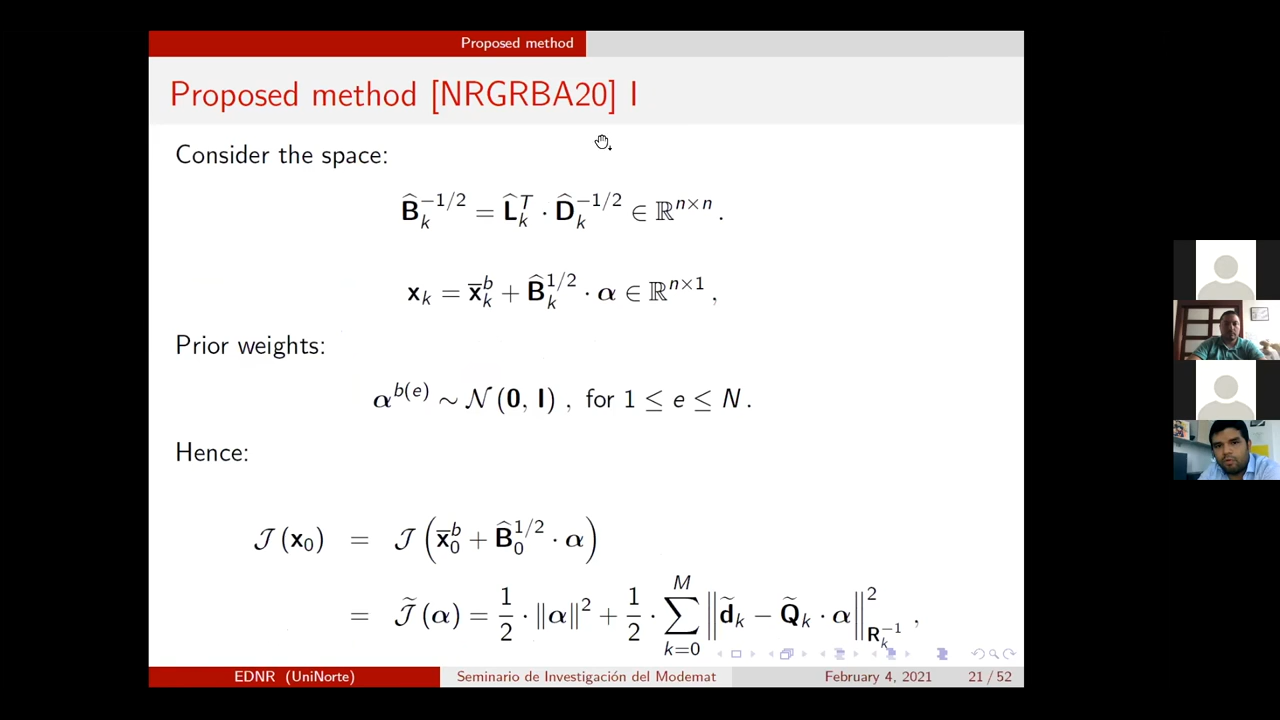 Proposed method
Proposed method [NRGRBA20] I
Consider the space:
B̂_k^{−1/2} = L̂_k^T · D̂_k^{−1/2} ∈ ℝ^{n×n} .
x_k = x̄_k^b + B̂_k^{1/2} · α ∈ ℝ^{n×1} ,
Prior weights:
α^{b(e)} ∼ 𝒩 (0, I) , for 1 ≤ e ≤ N .
Hence:
𝒥 (x_0) = 𝒥 (x̄_0^b + B̂_0^{1/2} · α)
= 𝒥̃ (α) = 1/2 · ‖α‖² + 1/2 · ∑_{k=0}^{M} ‖d̃_k − Q̃_k · α‖²_{R_k^{−1}} ,
EDNR (UniNorte) Seminario de Investigación del Modemat February 4, 2021 21 / 52